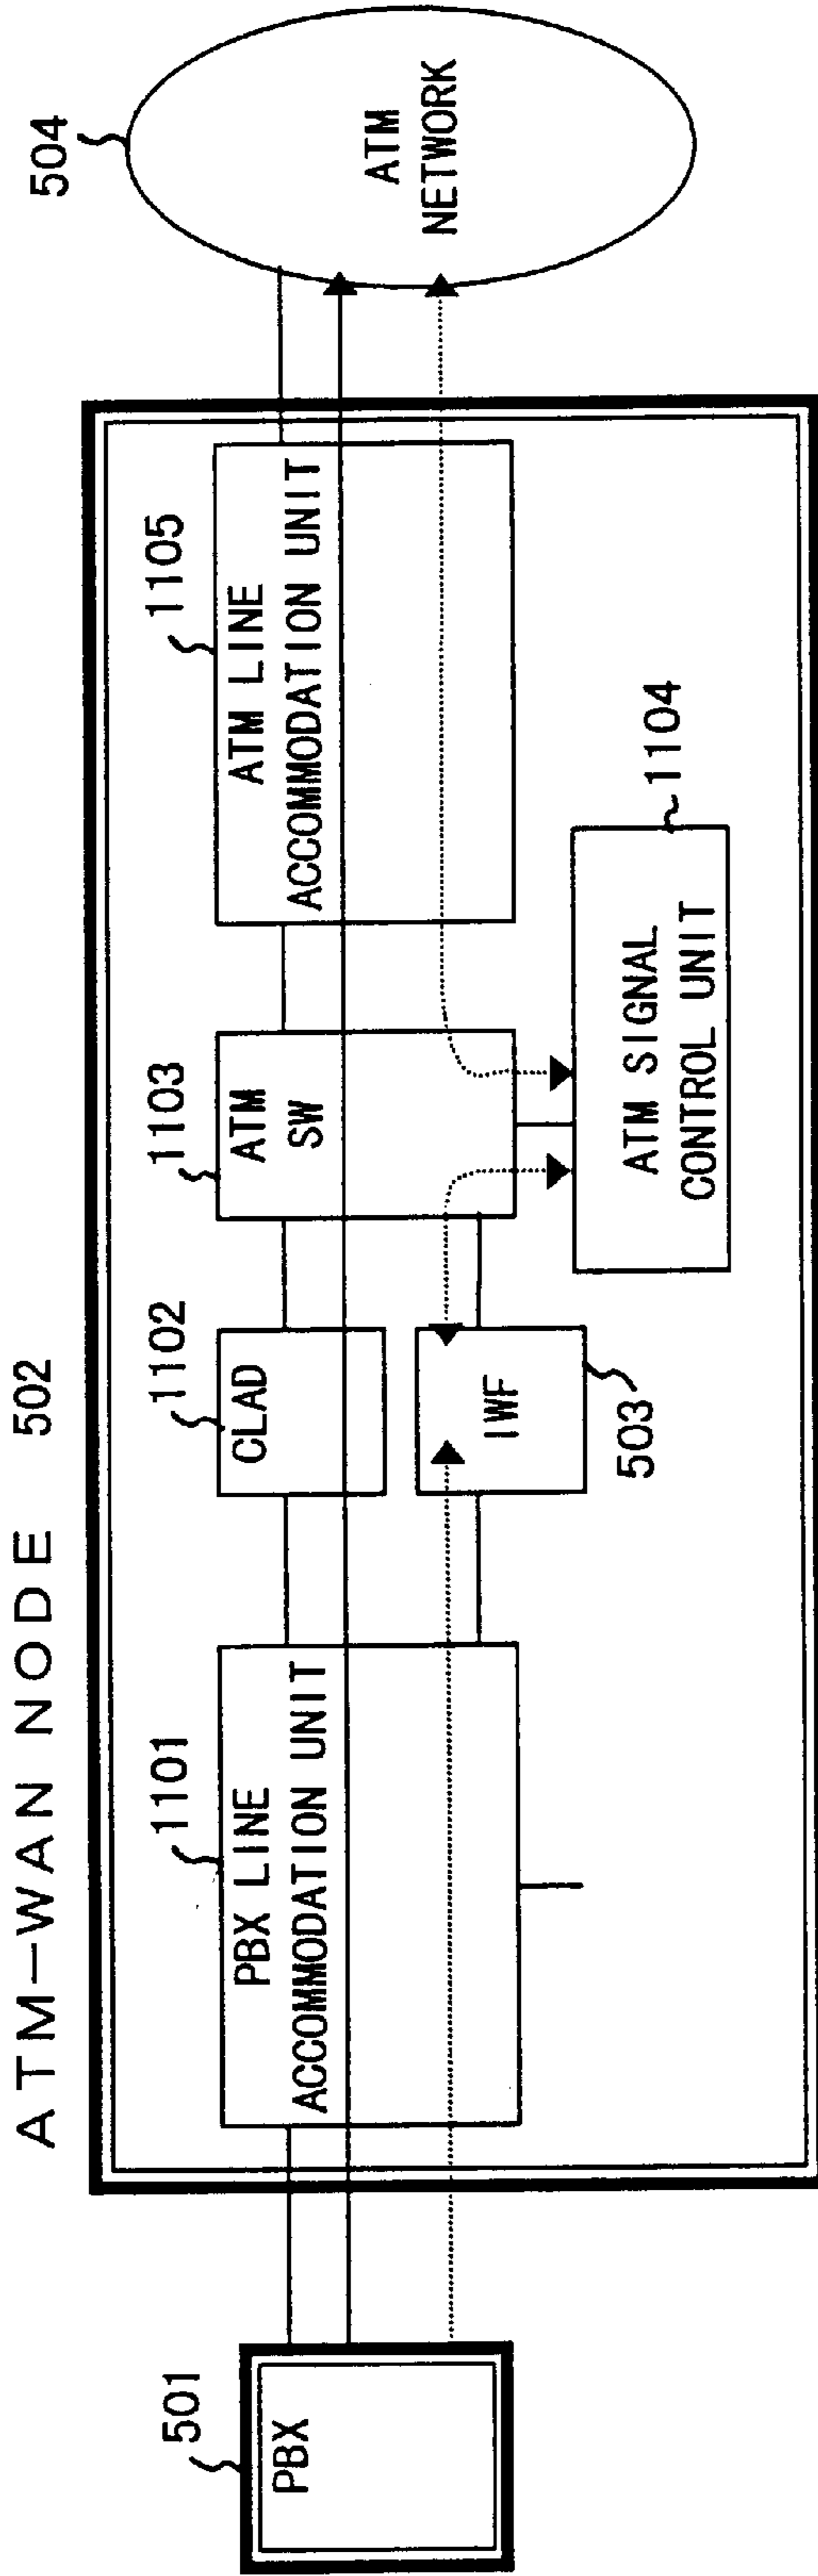 ATM-WAN NODE 502
501
PBX
1101
PBX LINE
ACCOMMODATION UNIT
1102
CLAD
IWF
503
1103
ATM
SW
1104
ATM SIGNAL
CONTROL UNIT
1105
ATM LINE
ACCOMMODATION UNIT
504
ATM
NETWORK